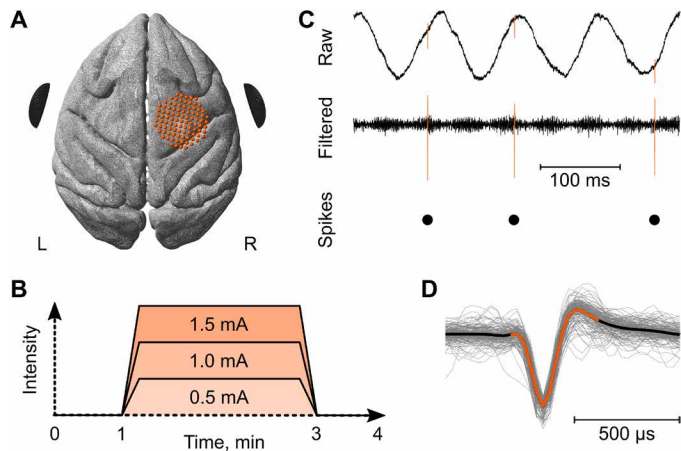 A
L
R
B
Intensity
1.5 mA
1.0 mA
0.5 mA
0
1
3
4
Time, min
C
Raw
Filtered
100 ms
Spikes
D
500 µs